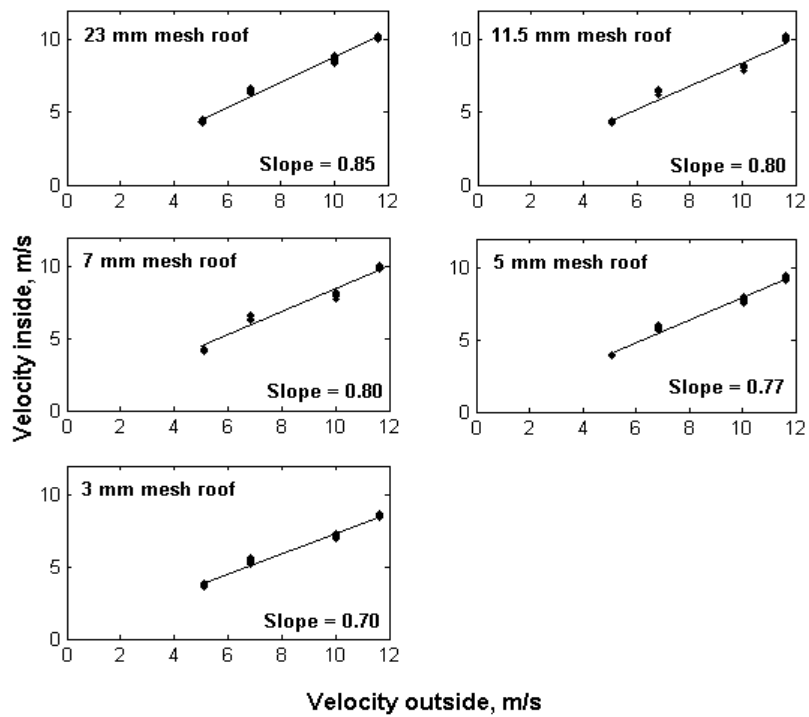 23 mm mesh roof
10
5
0
Slope = 0.85
0 2 4 6 8 10 12
11.5 mm mesh roof
10
5
0
Slope = 0.80
0 2 4 6 8 10 12
7 mm mesh roof
10
5
0
Slope = 0.80
0 2 4 6 8 10 12
5 mm mesh roof
10
5
0
Slope = 0.77
0 2 4 6 8 10 12
3 mm mesh roof
10
5
0
Slope = 0.70
0 2 4 6 8 10 12
Velocity inside, m/s
Velocity outside, m/s